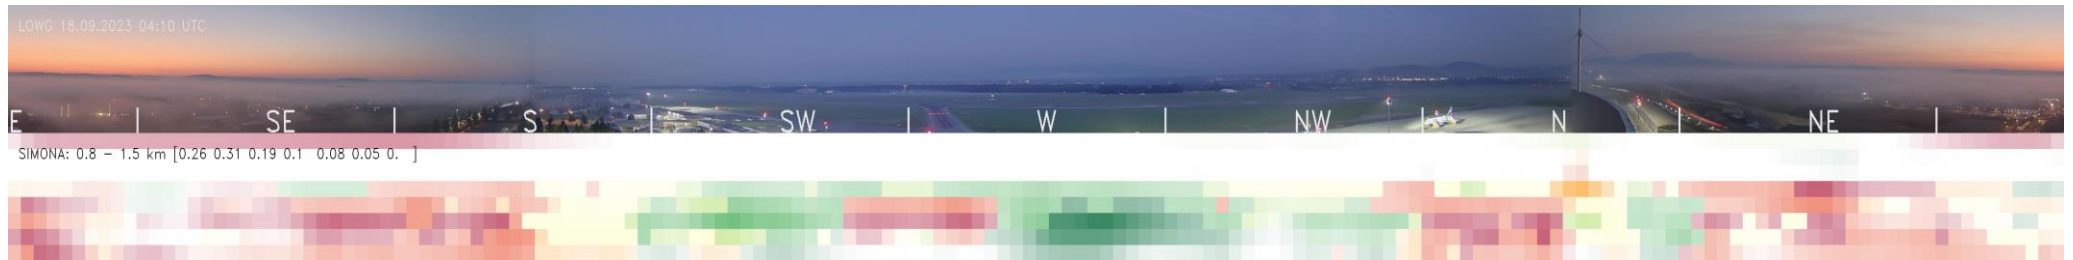 LOWG 18.09.2023 04:10 UTC
E | SE | S | SW | W | NW | N | NE |
SIMONA: 0.8 - 1.5 km [0.26 0.31 0.19 0.1 0.08 0.05 0. ]